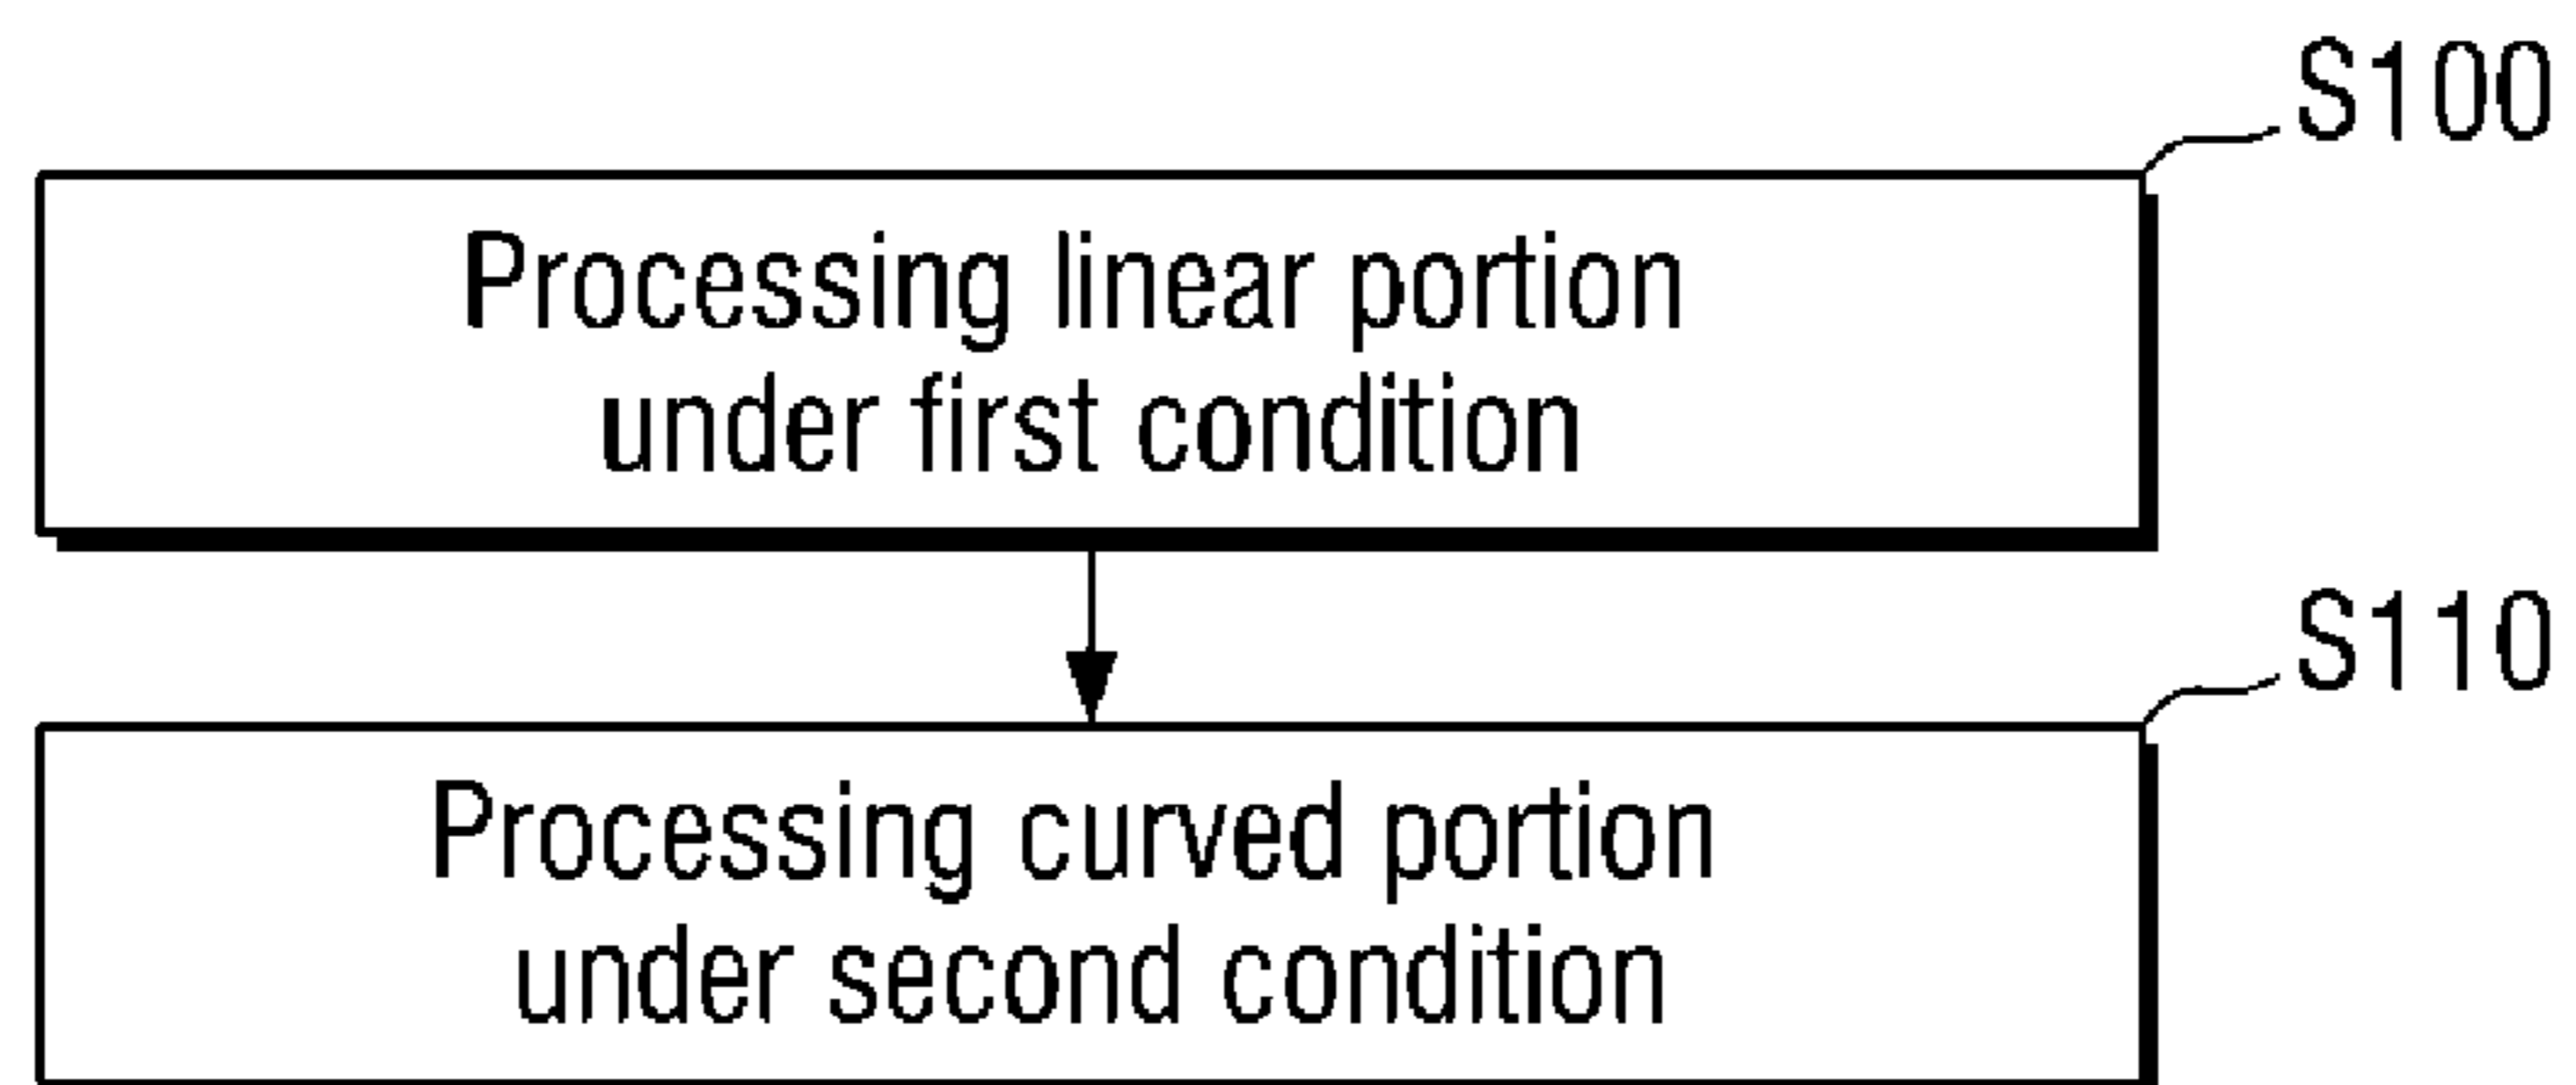 S100
Processing linear portion
under first condition
S110
Processing curved portion
under second condition